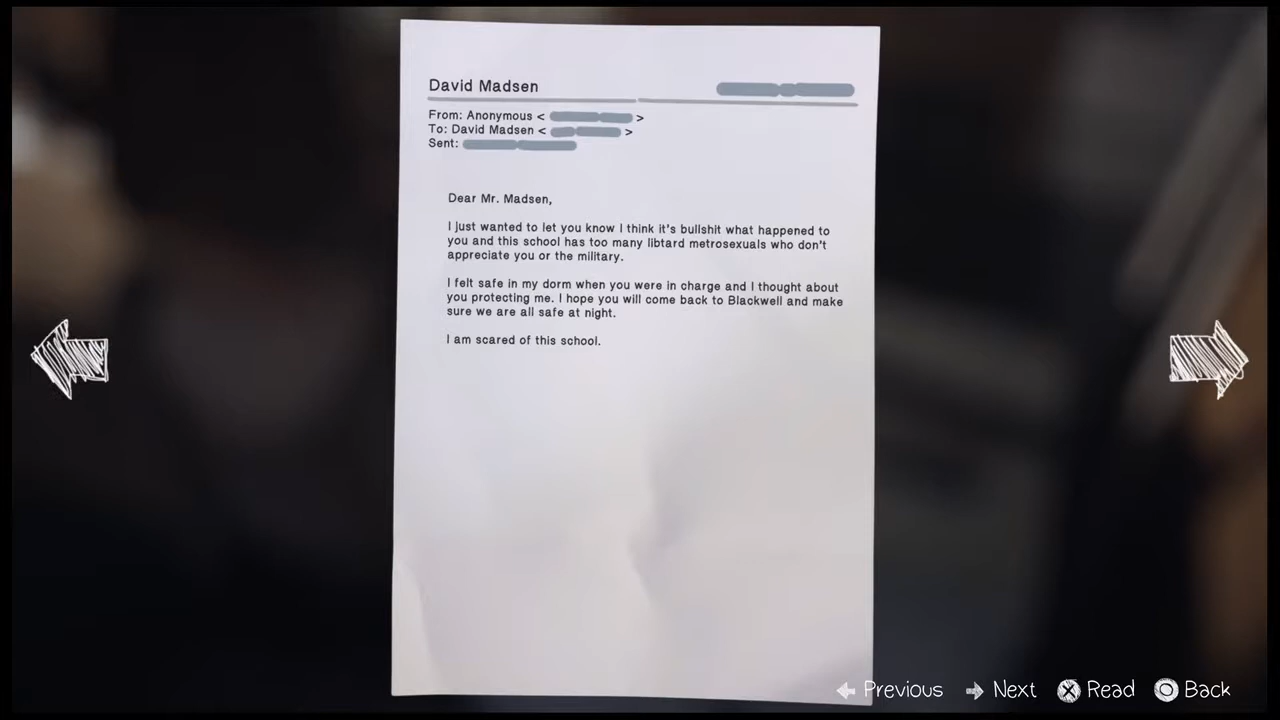 David Madsen
From: Anonymous < >
To: David Madsen < >
Sent:
Dear Mr. Madsen,
I just wanted to let you know I think it's bullshit what happened to
you and this school has too many libtard metrosexuals who don't
appreciate you or the military.
I felt safe in my dorm when you were in charge and I thought about
you protecting me. I hope you will come back to Blackwell and make
sure we are all safe at night.
I am scared of this school.
Previous Next Read Back